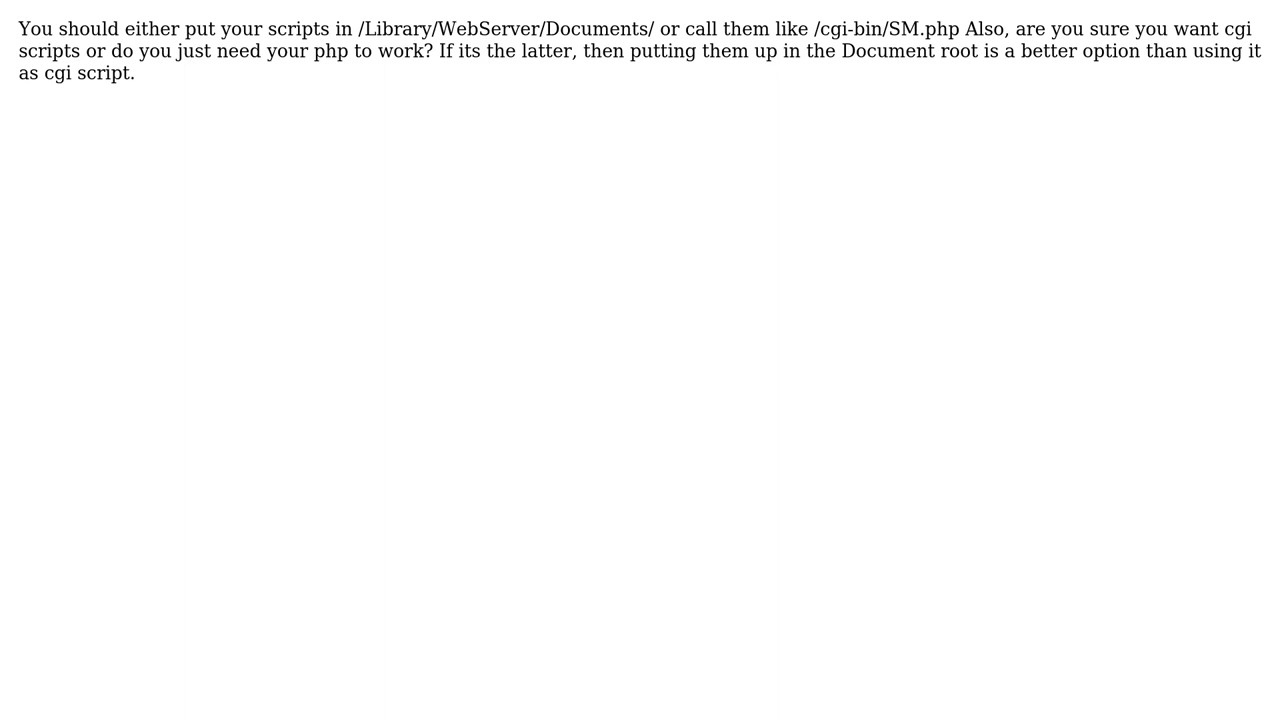 You should either put your scripts in /Library/WebServer/Documents/ or call them like /cgi-bin/SM.php Also, are you sure you want cgi
scripts or do you just need your php to work? If its the latter, then putting them up in the Document root is a better option than using it
as cgi script.